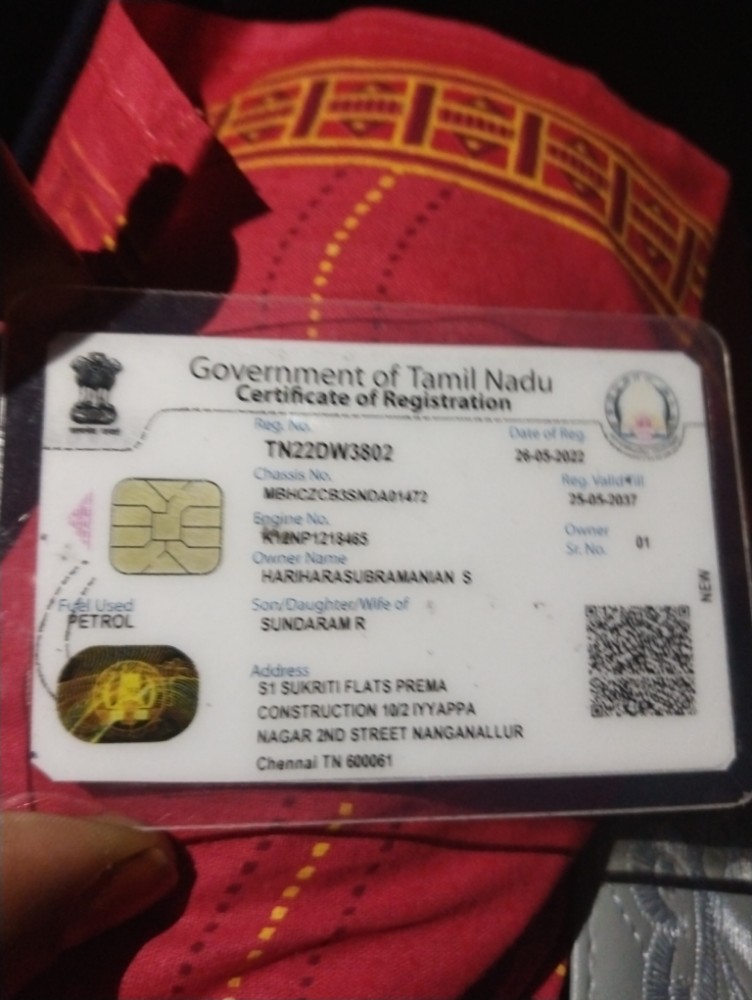 Government of Tamil Nadu
Certificate of Registration
Reg. No.
TN22DW3802
Date of Reg.
26-05-2022
Chassis No.
MBHCZCB3SNDA01472
Reg. Valid Till
25-05-2037
Engine No.
K12NP1218465
Owner Sr. No. 01
Owner Name
HARIHARASUBRAMANIAN S
NEW
Fuel Used
PETROL
Son/Daughter/Wife of
SUNDARAM R
Address
S1 SUKRITI FLATS PREMA
CONSTRUCTION 10/2 IYYAPPA
NAGAR 2ND STREET NANGANALLUR
Chennai TN 600061